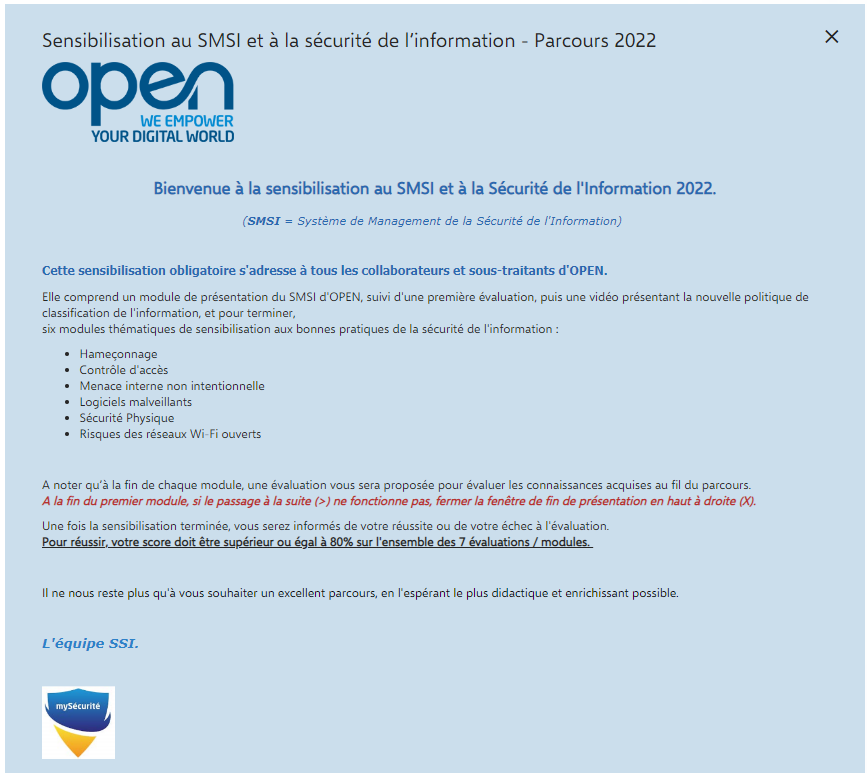 Sensibilisation au SMSI et à la sécurité de l’information - Parcours 2022
open
WE EMPOWER
YOUR DIGITAL WORLD
Bienvenue à la sensibilisation au SMSI et à la Sécurité de l'Information 2022.
(SMSI = Système de Management de la Sécurité de l'Information)
Cette sensibilisation obligatoire s'adresse à tous les collaborateurs et sous-traitants d'OPEN.
Elle comprend un module de présentation du SMSI d'OPEN, suivi d'une première évaluation, puis une vidéo présentant la nouvelle politique de
classification de l'information, et pour terminer,
six modules thématiques de sensibilisation aux bonnes pratiques de la sécurité de l'information :
• Hameçonnage
• Contrôle d'accès
• Menace interne non intentionnelle
• Logiciels malveillants
• Sécurité Physique
• Risques des réseaux Wi-Fi ouverts
A noter qu'à la fin de chaque module, une évaluation vous sera proposée pour évaluer les connaissances acquises au fil du parcours.
A la fin du premier module, si le passage à la suite (>) ne fonctionne pas, fermer la fenêtre de fin de présentation en haut à droite (X).
Une fois la sensibilisation terminée, vous serez informés de votre réussite ou de votre échec à l'évaluation.
Pour réussir, votre score doit être supérieur ou égal à 80% sur l'ensemble des 7 évaluations / modules.
Il ne nous reste plus qu'à vous souhaiter un excellent parcours, en l'espérant le plus didactique et enrichissant possible.
L'équipe SSI.
mySécurité